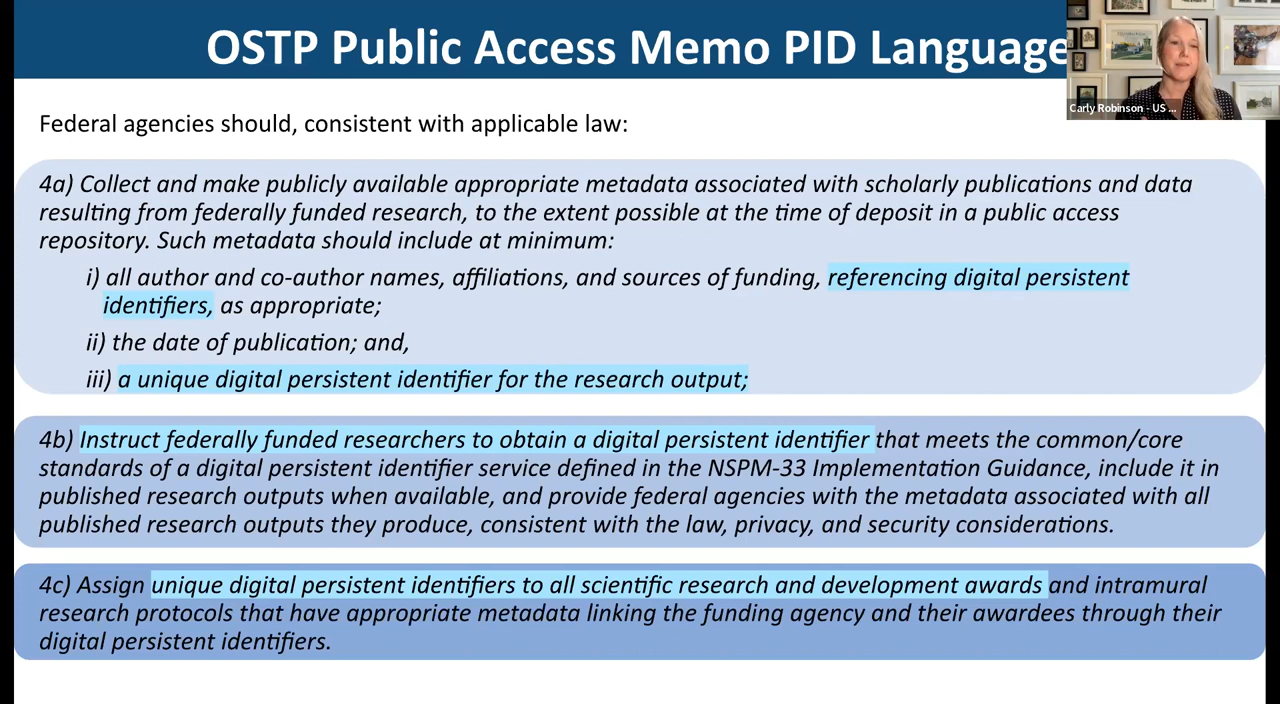 OSTP Public Access Memo PID Language
Carly Robinson - US ...
Federal agencies should, consistent with applicable law:
4a) Collect and make publicly available appropriate metadata associated with scholarly publications and data
resulting from federally funded research, to the extent possible at the time of deposit in a public access
repository. Such metadata should include at minimum:
i) all author and co-author names, affiliations, and sources of funding, referencing digital persistent
identifiers, as appropriate;
ii) the date of publication; and,
iii) a unique digital persistent identifier for the research output;
4b) Instruct federally funded researchers to obtain a digital persistent identifier that meets the common/core
standards of a digital persistent identifier service defined in the NSPM-33 Implementation Guidance, include it in
published research outputs when available, and provide federal agencies with the metadata associated with all
published research outputs they produce, consistent with the law, privacy, and security considerations.
4c) Assign unique digital persistent identifiers to all scientific research and development awards and intramural
research protocols that have appropriate metadata linking the funding agency and their awardees through their
digital persistent identifiers.